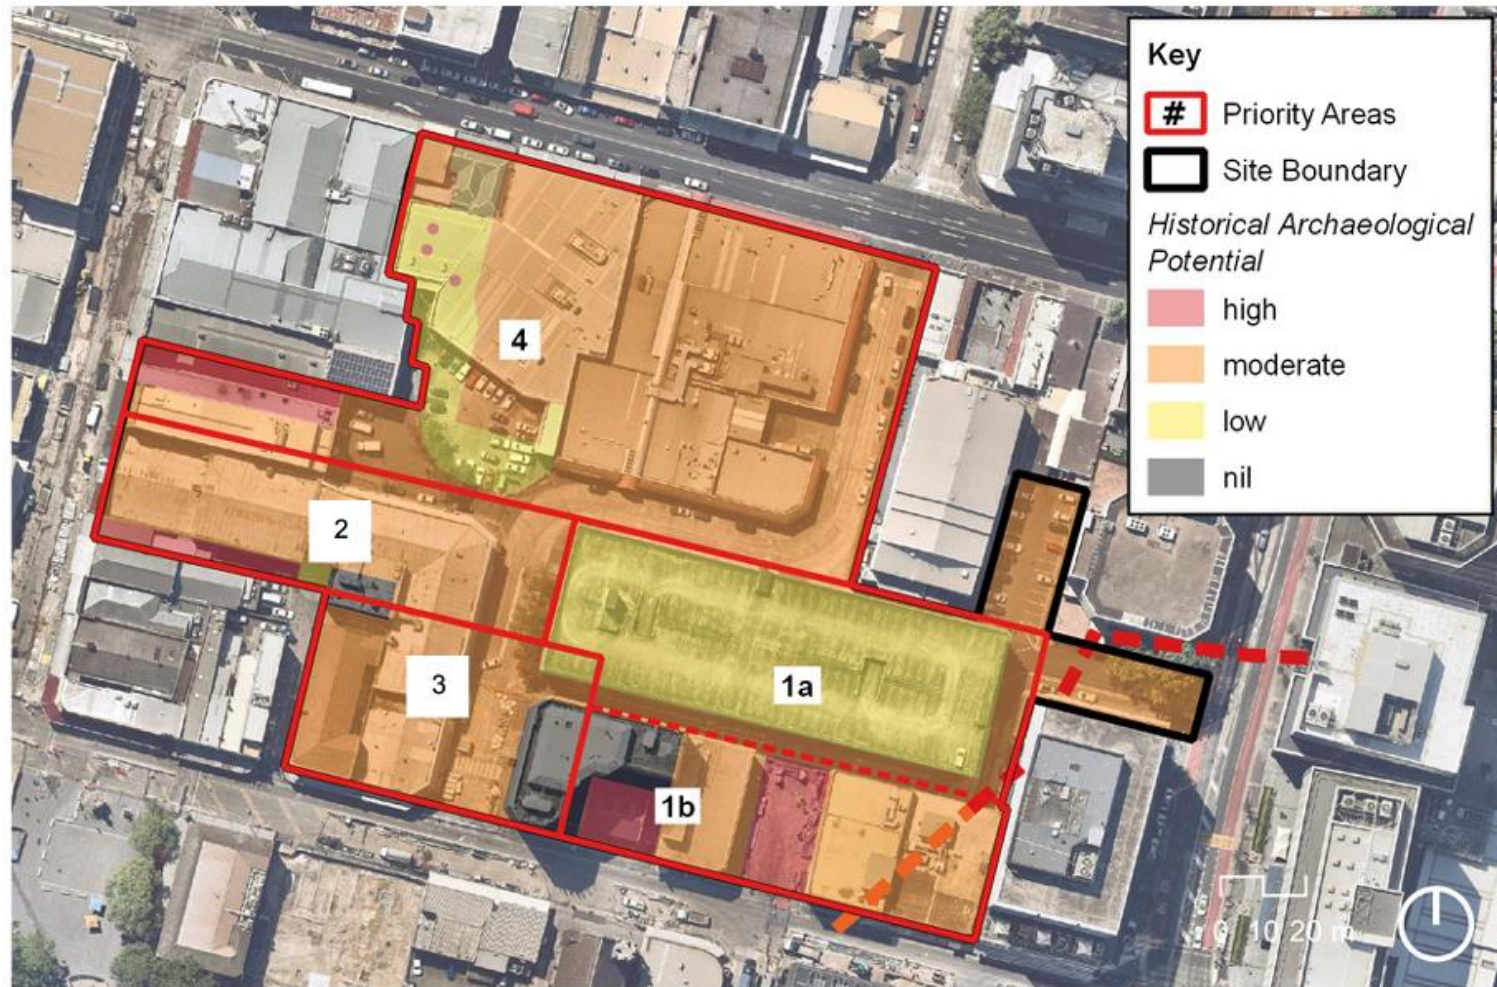 Key
# Priority Areas
Site Boundary
Historical Archaeological
Potential
high
moderate
low
nil
4
2
3
1a
1b
0 10 20 m